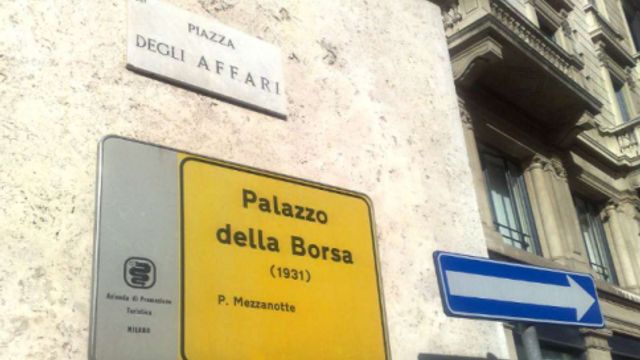 PIAZZA
DEGLI AFFARI
Palazzo
della Borsa
(1931)
P. Mezzanotte
Azienda di Promozione
Turistica
MILANO